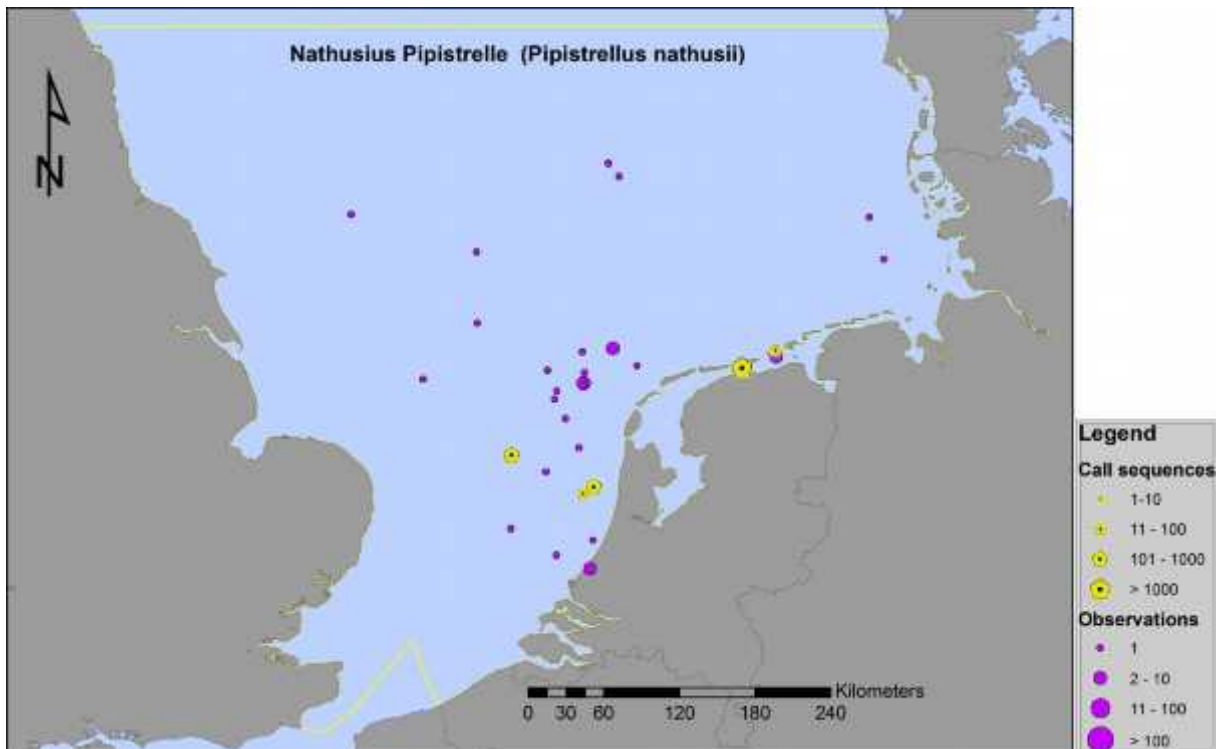 Nathusius Pipistrelle (Pipistrellus nathusii)
N
Kilometers
0 30 60 120 180 240
Legend
Call sequences
1-10
11 - 100
101 - 1000
> 1000
Observations
1
2 - 10
11 - 100
> 100